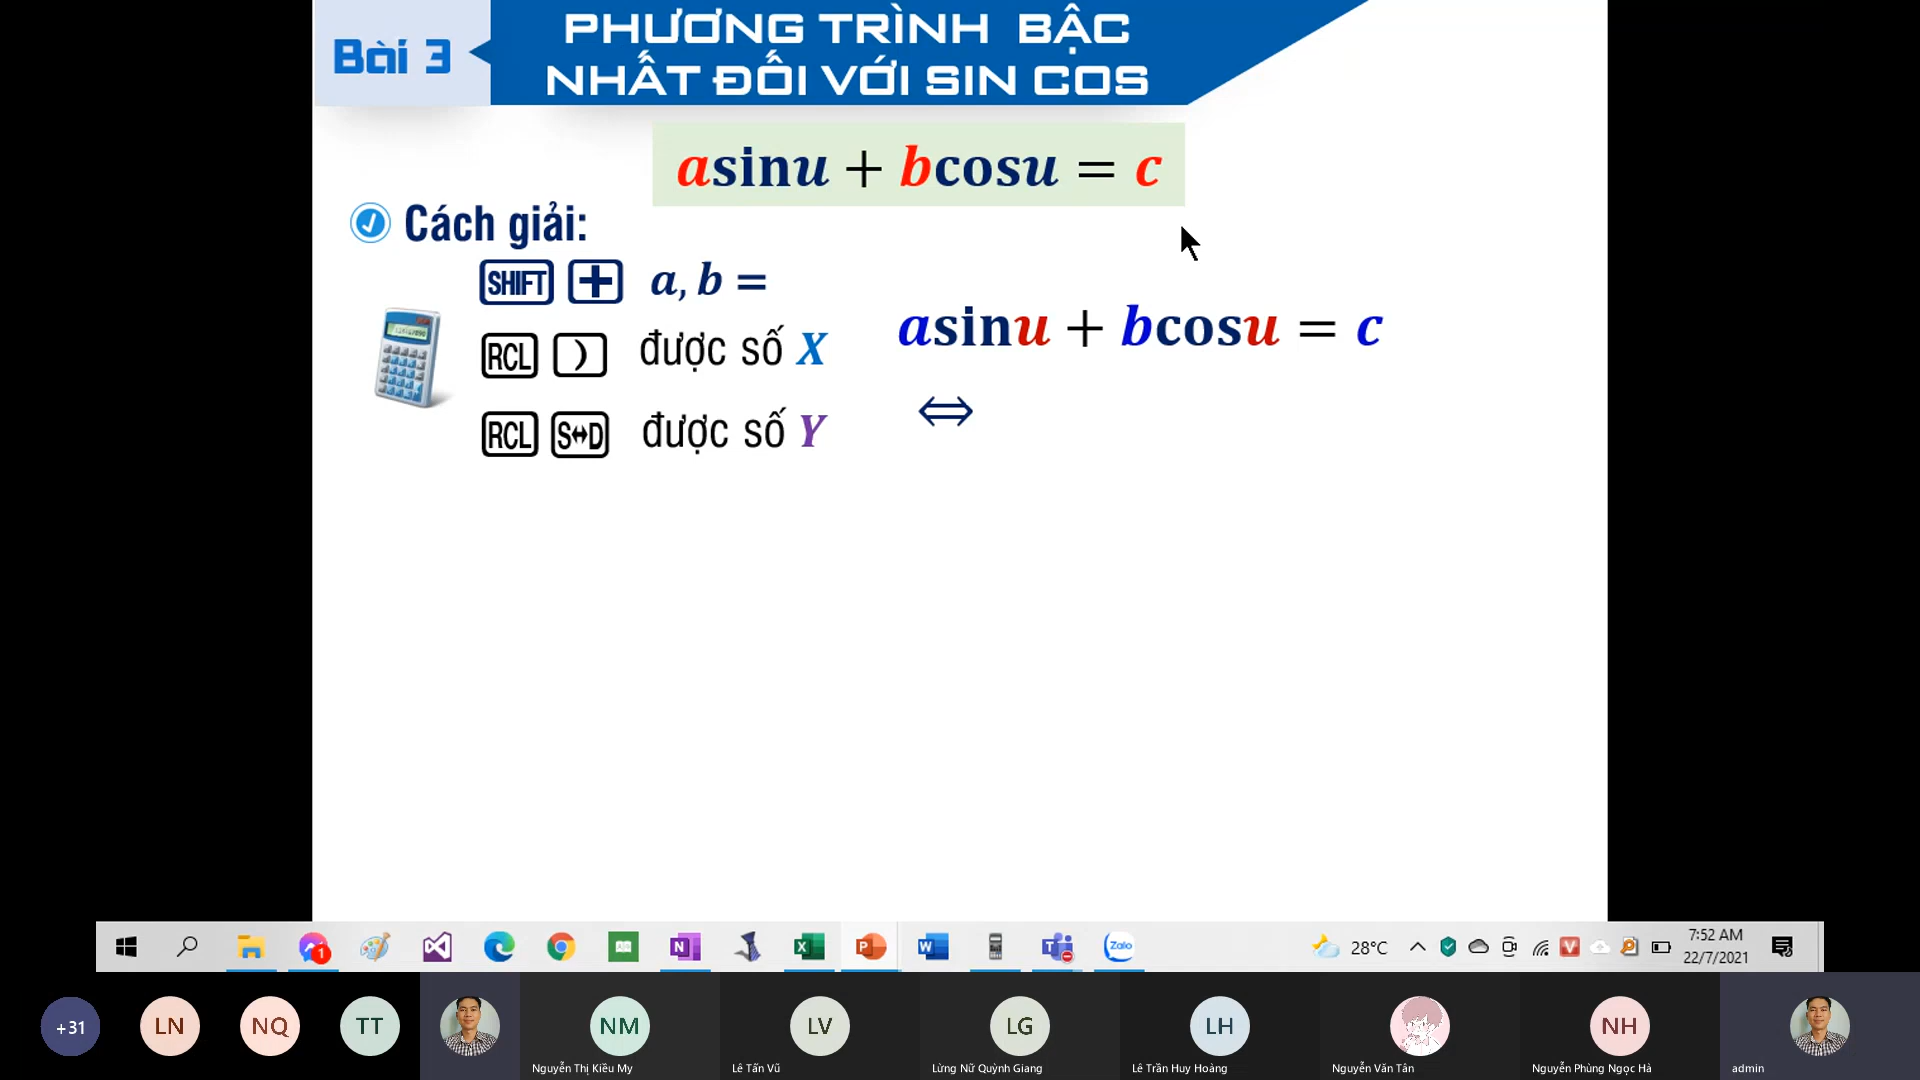 Bài 3
PHƯƠNG TRÌNH BẬC
NHẤT ĐỐI VỚI SIN COS
asinu + bcosu = c
Cách giải:
SHIFT + a, b =
RCL ) được số X
RCL S⇔D được số Y
asinu + bcosu = c
⇔
1
N
X
P
W
T
Zalo
28°C
V
7:52 AM
22/7/2021
+31
LN
NQ
TT
NM
LV
LG
LH
NH
Nguyễn Thị Kiều My
Lê Tấn Vũ
Lừng Nữ Quỳnh Giang
Lê Trần Huy Hoàng
Nguyễn Văn Tân
Nguyễn Phùng Ngọc Hà
admin